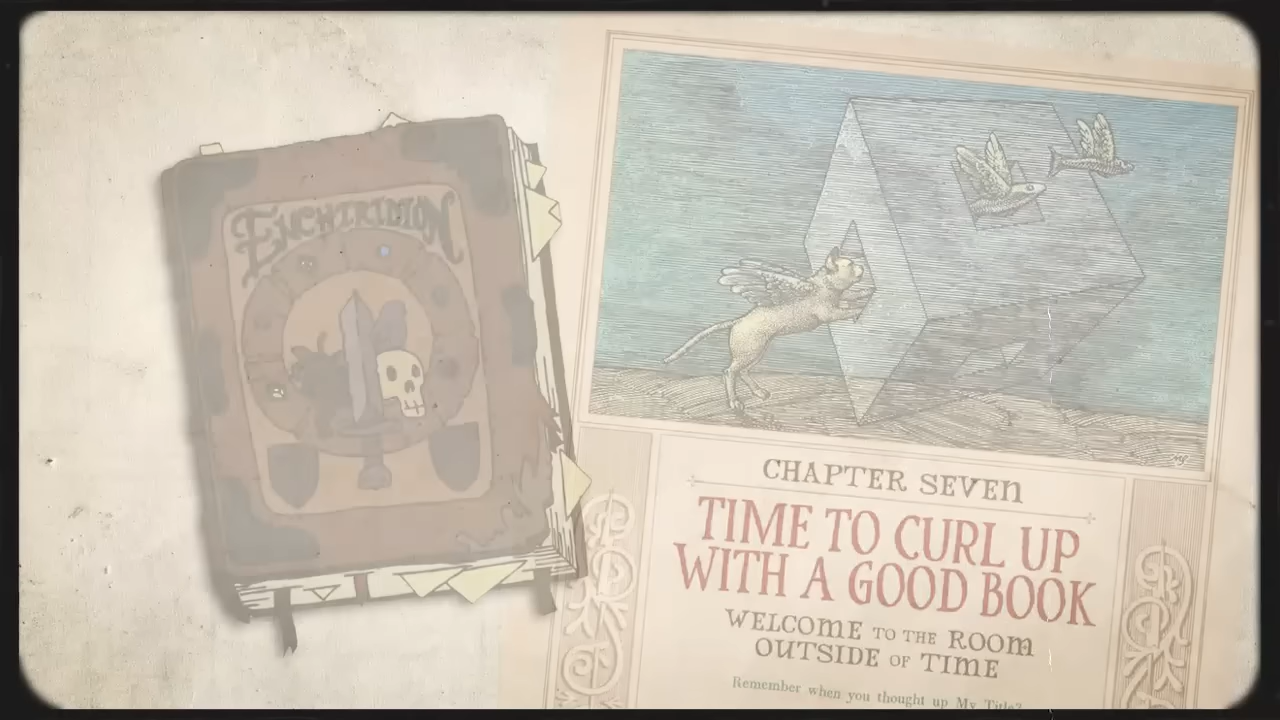 ENCHIRIDION
CHAPTER SEVEN
TIME TO CURL UP
WITH A GOOD BOOK
WELCOME TO THE ROOM
OUTSIDE OF TIME
Remember when you thought up My Title?